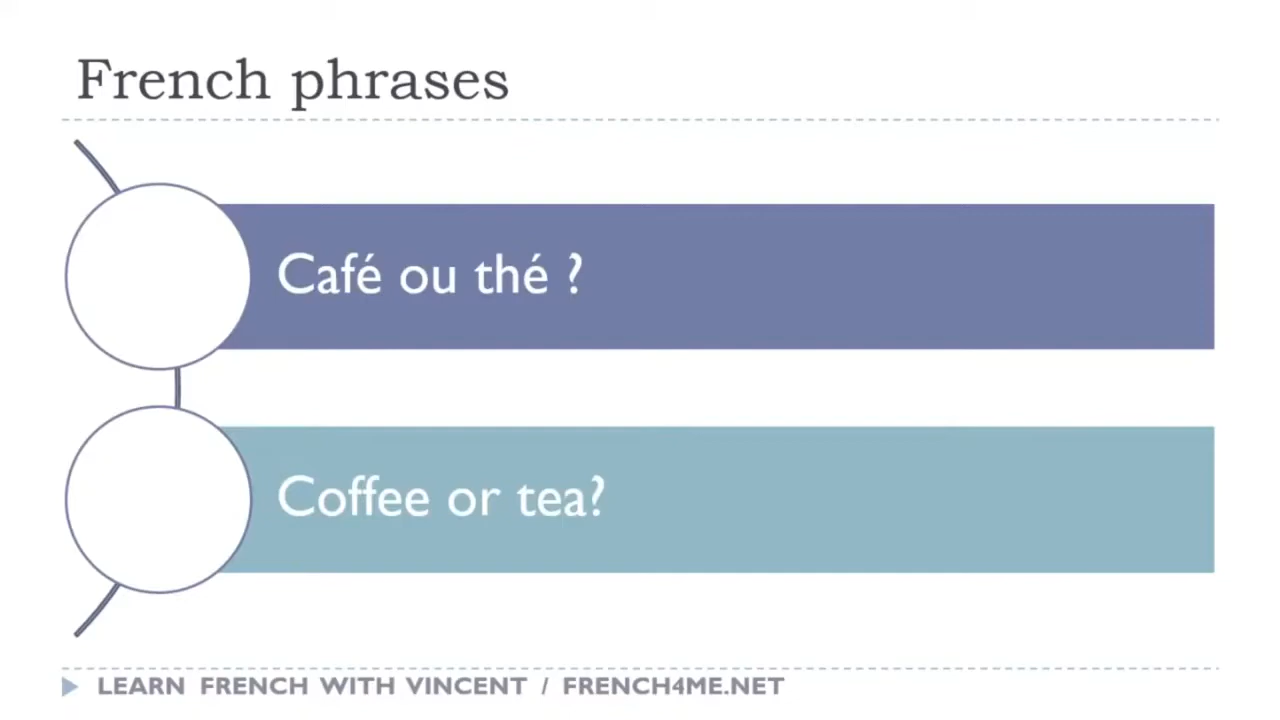 French phrases
Café ou thé ?
Coffee or tea?
LEARN FRENCH WITH VINCENT / FRENCH4ME.NET